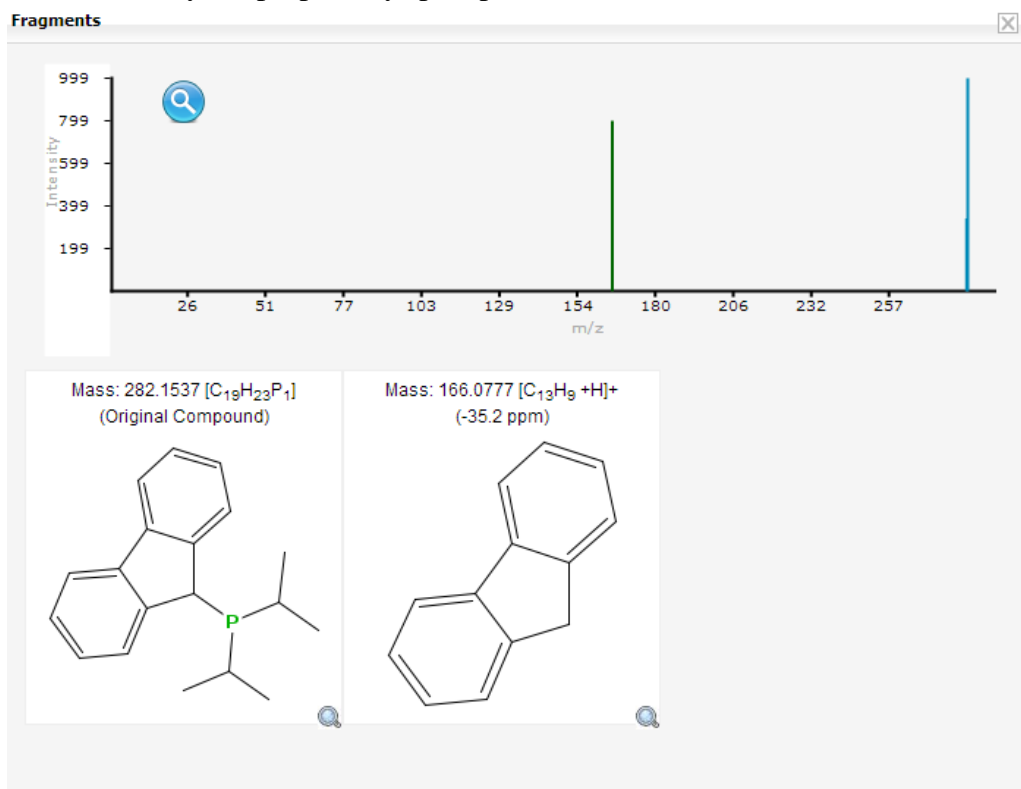 Fragments
999
799
599
399
199
Intensity
26 51 77 103 129 154 180 206 232 257
m/z
Mass: 282.1537 [C19H23P1]
(Original Compound)
P
Mass: 166.0777 [C13H9 +H]+
(-35.2 ppm)